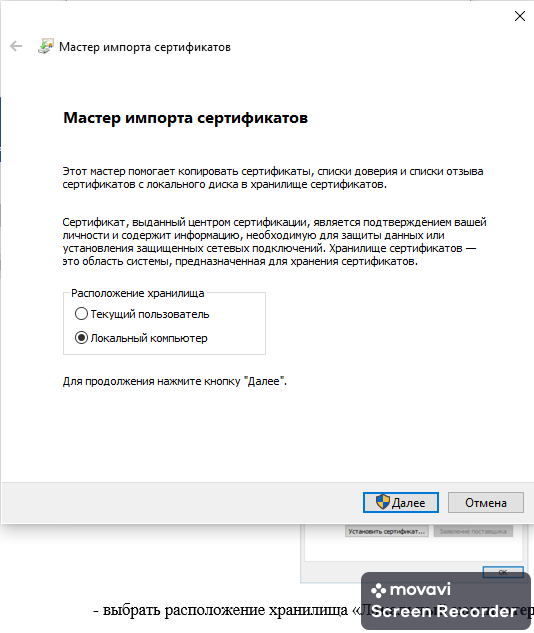 Мастер импорта сертификатов
Мастер импорта сертификатов
Этот мастер помогает копировать сертификаты, списки доверия и списки отзыва
сертификатов с локального диска в хранилище сертификатов.
Сертификат, выданный центром сертификации, является подтверждением вашей
личности и содержит информацию, необходимую для защиты данных или
установления защищенных сетевых подключений. Хранилище сертификатов —
это область системы, предназначенная для хранения сертификатов.
Расположение хранилища
Текущий пользователь
Локальный компьютер
Для продолжения нажмите кнопку "Далее".
Далее Отмена
Установить сертификат... Заявление поставщика
ОК
movavi
Screen Recorder
- выбрать расположение хранилища